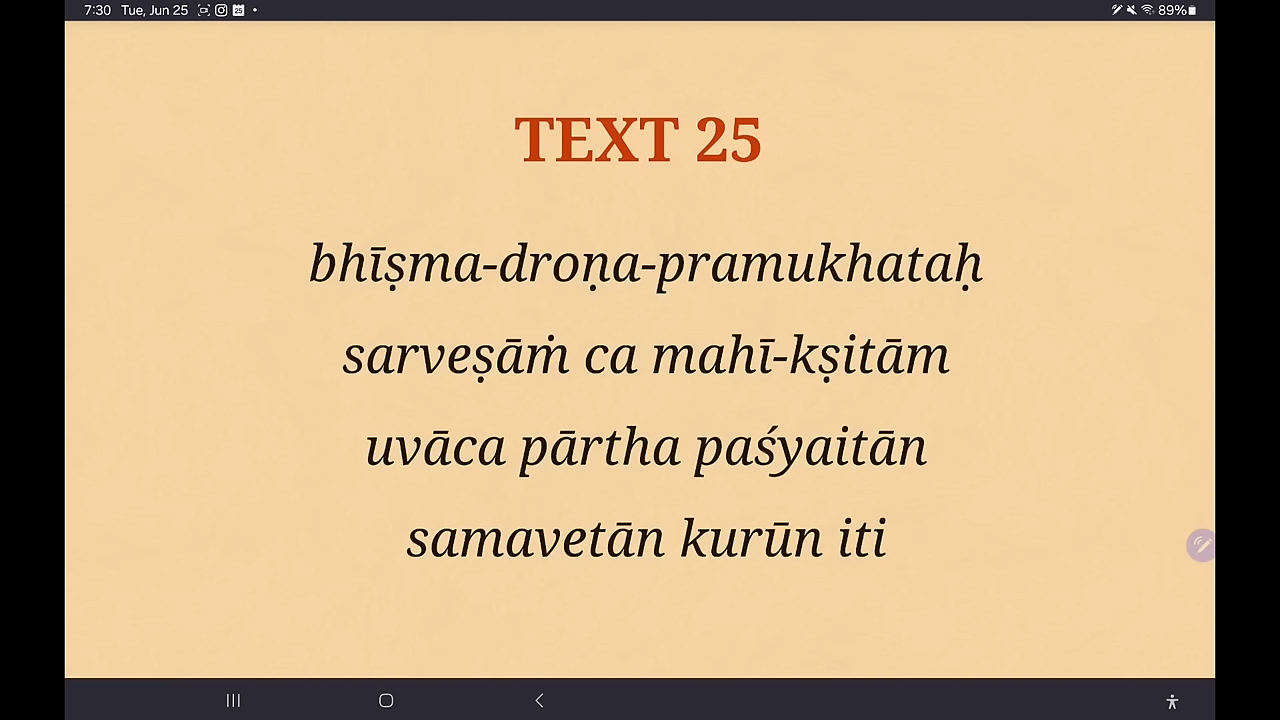 7:30 Tue, Jun 25 25 • 89%
TEXT 25
bhīṣma-droṇa-pramukhataḥ
sarveṣāṁ ca mahī-kṣitām
uvāca pārtha paśyaitān
samavetān kurūn iti